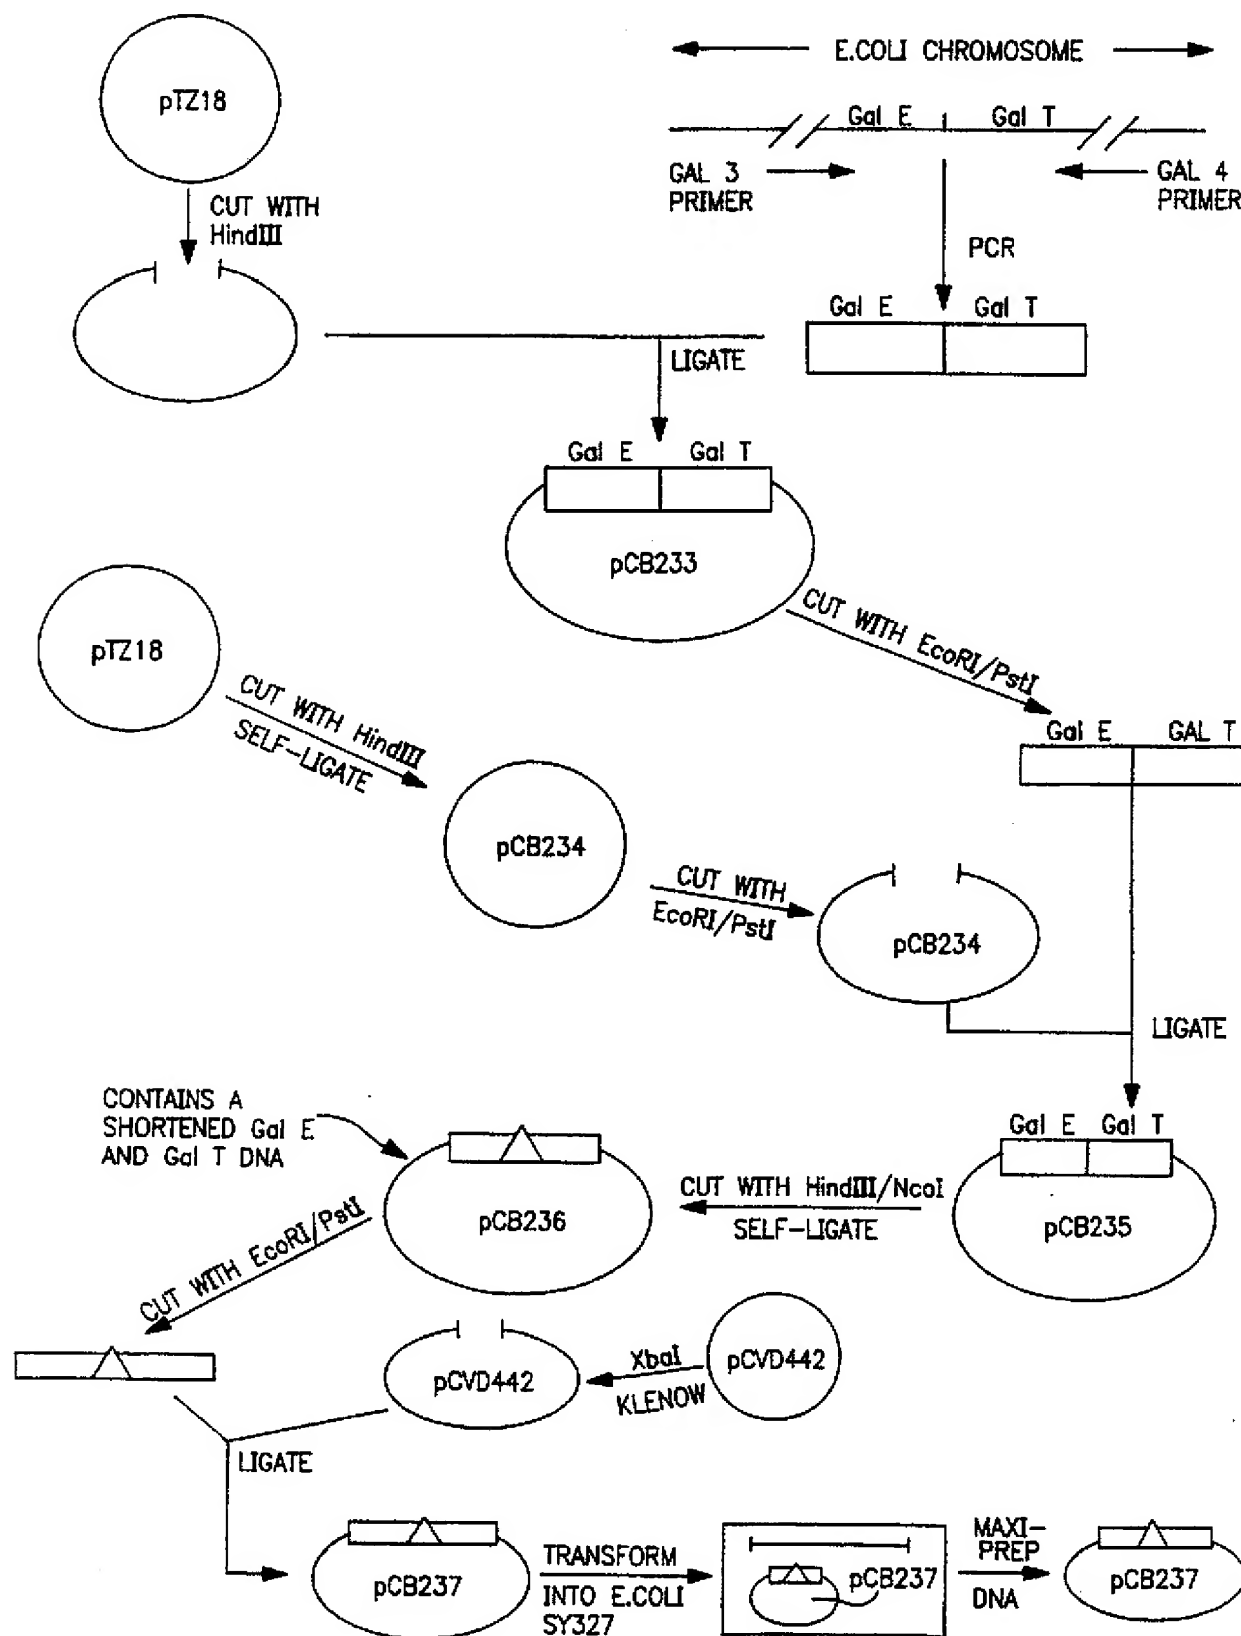 pTZ18
E.COLI CHROMOSOME
Gal E Gal T
GAL 3
PRIMER
GAL 4
PRIMER
CUT WITH
HindIII
PCR
Gal E Gal T
LIGATE
Gal E Gal T
pCB233
CUT WITH EcoRI/PstI
pTZ18
CUT WITH HindIII
SELF-LIGATE
Gal E GAL T
pCB234
CUT WITH
EcoRI/PstI
pCB234
LIGATE
CONTAINS A
SHORTENED Gal E
AND Gal T DNA
Gal E Gal T
pCB236
CUT WITH HindIII/NcoI
SELF-LIGATE
pCB235
CUT WITH EcoRI/PstI
pCVD442
XbaI
KLENOW
pCVD442
LIGATE
pCB237
TRANSFORM
INTO E.COLI
SY327
pCB237
MAXI-
PREP
DNA
pCB237